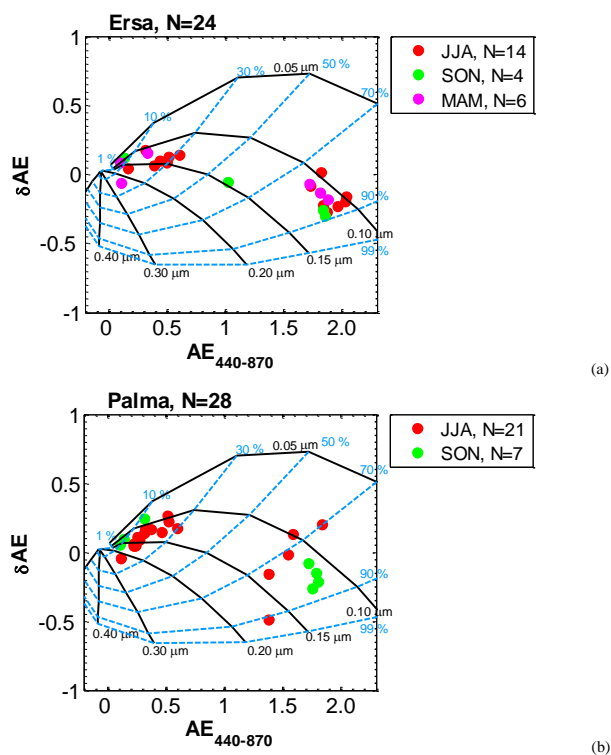 Ersa, N=24
1
0.5
0
-0.5
-1
δAE
0 0.5 1 1.5 2.0
AE440-870
1 %
10 %
30 %
50 %
70 %
90 %
99 %
0.05 μm
0.10 μm
0.15 μm
0.20 μm
0.30 μm
0.40 μm
JJA, N=14
SON, N=4
MAM, N=6
(a)
Palma, N=28
1
0.5
0
-0.5
-1
δAE
0 0.5 1 1.5 2.0
AE440-870
1 %
10 %
30 %
50 %
70 %
90 %
99 %
0.05 μm
0.10 μm
0.15 μm
0.20 μm
0.30 μm
0.40 μm
JJA, N=21
SON, N=7
(b)